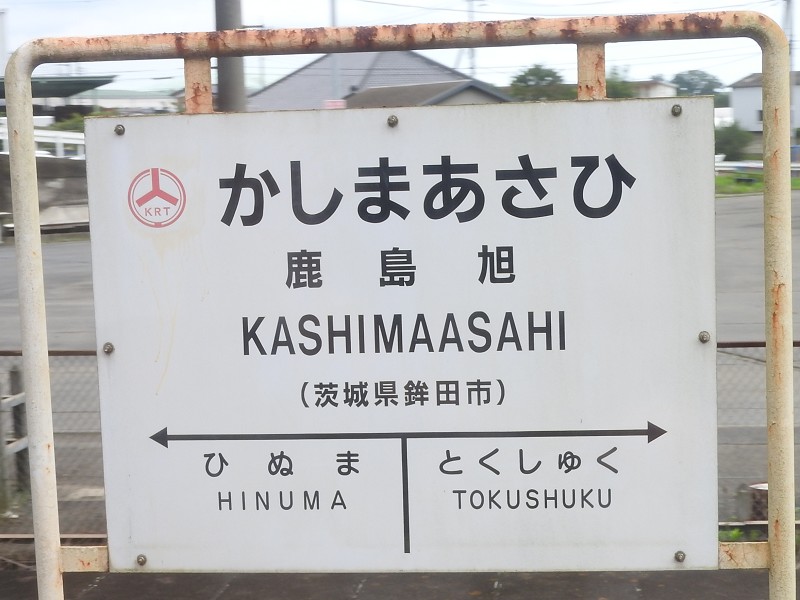 KRT
かしまあさひ
鹿島旭
KASHIMAASAHI
(茨城県鉾田市)
ひぬま とくしゅく
HINUMA TOKUSHUKU